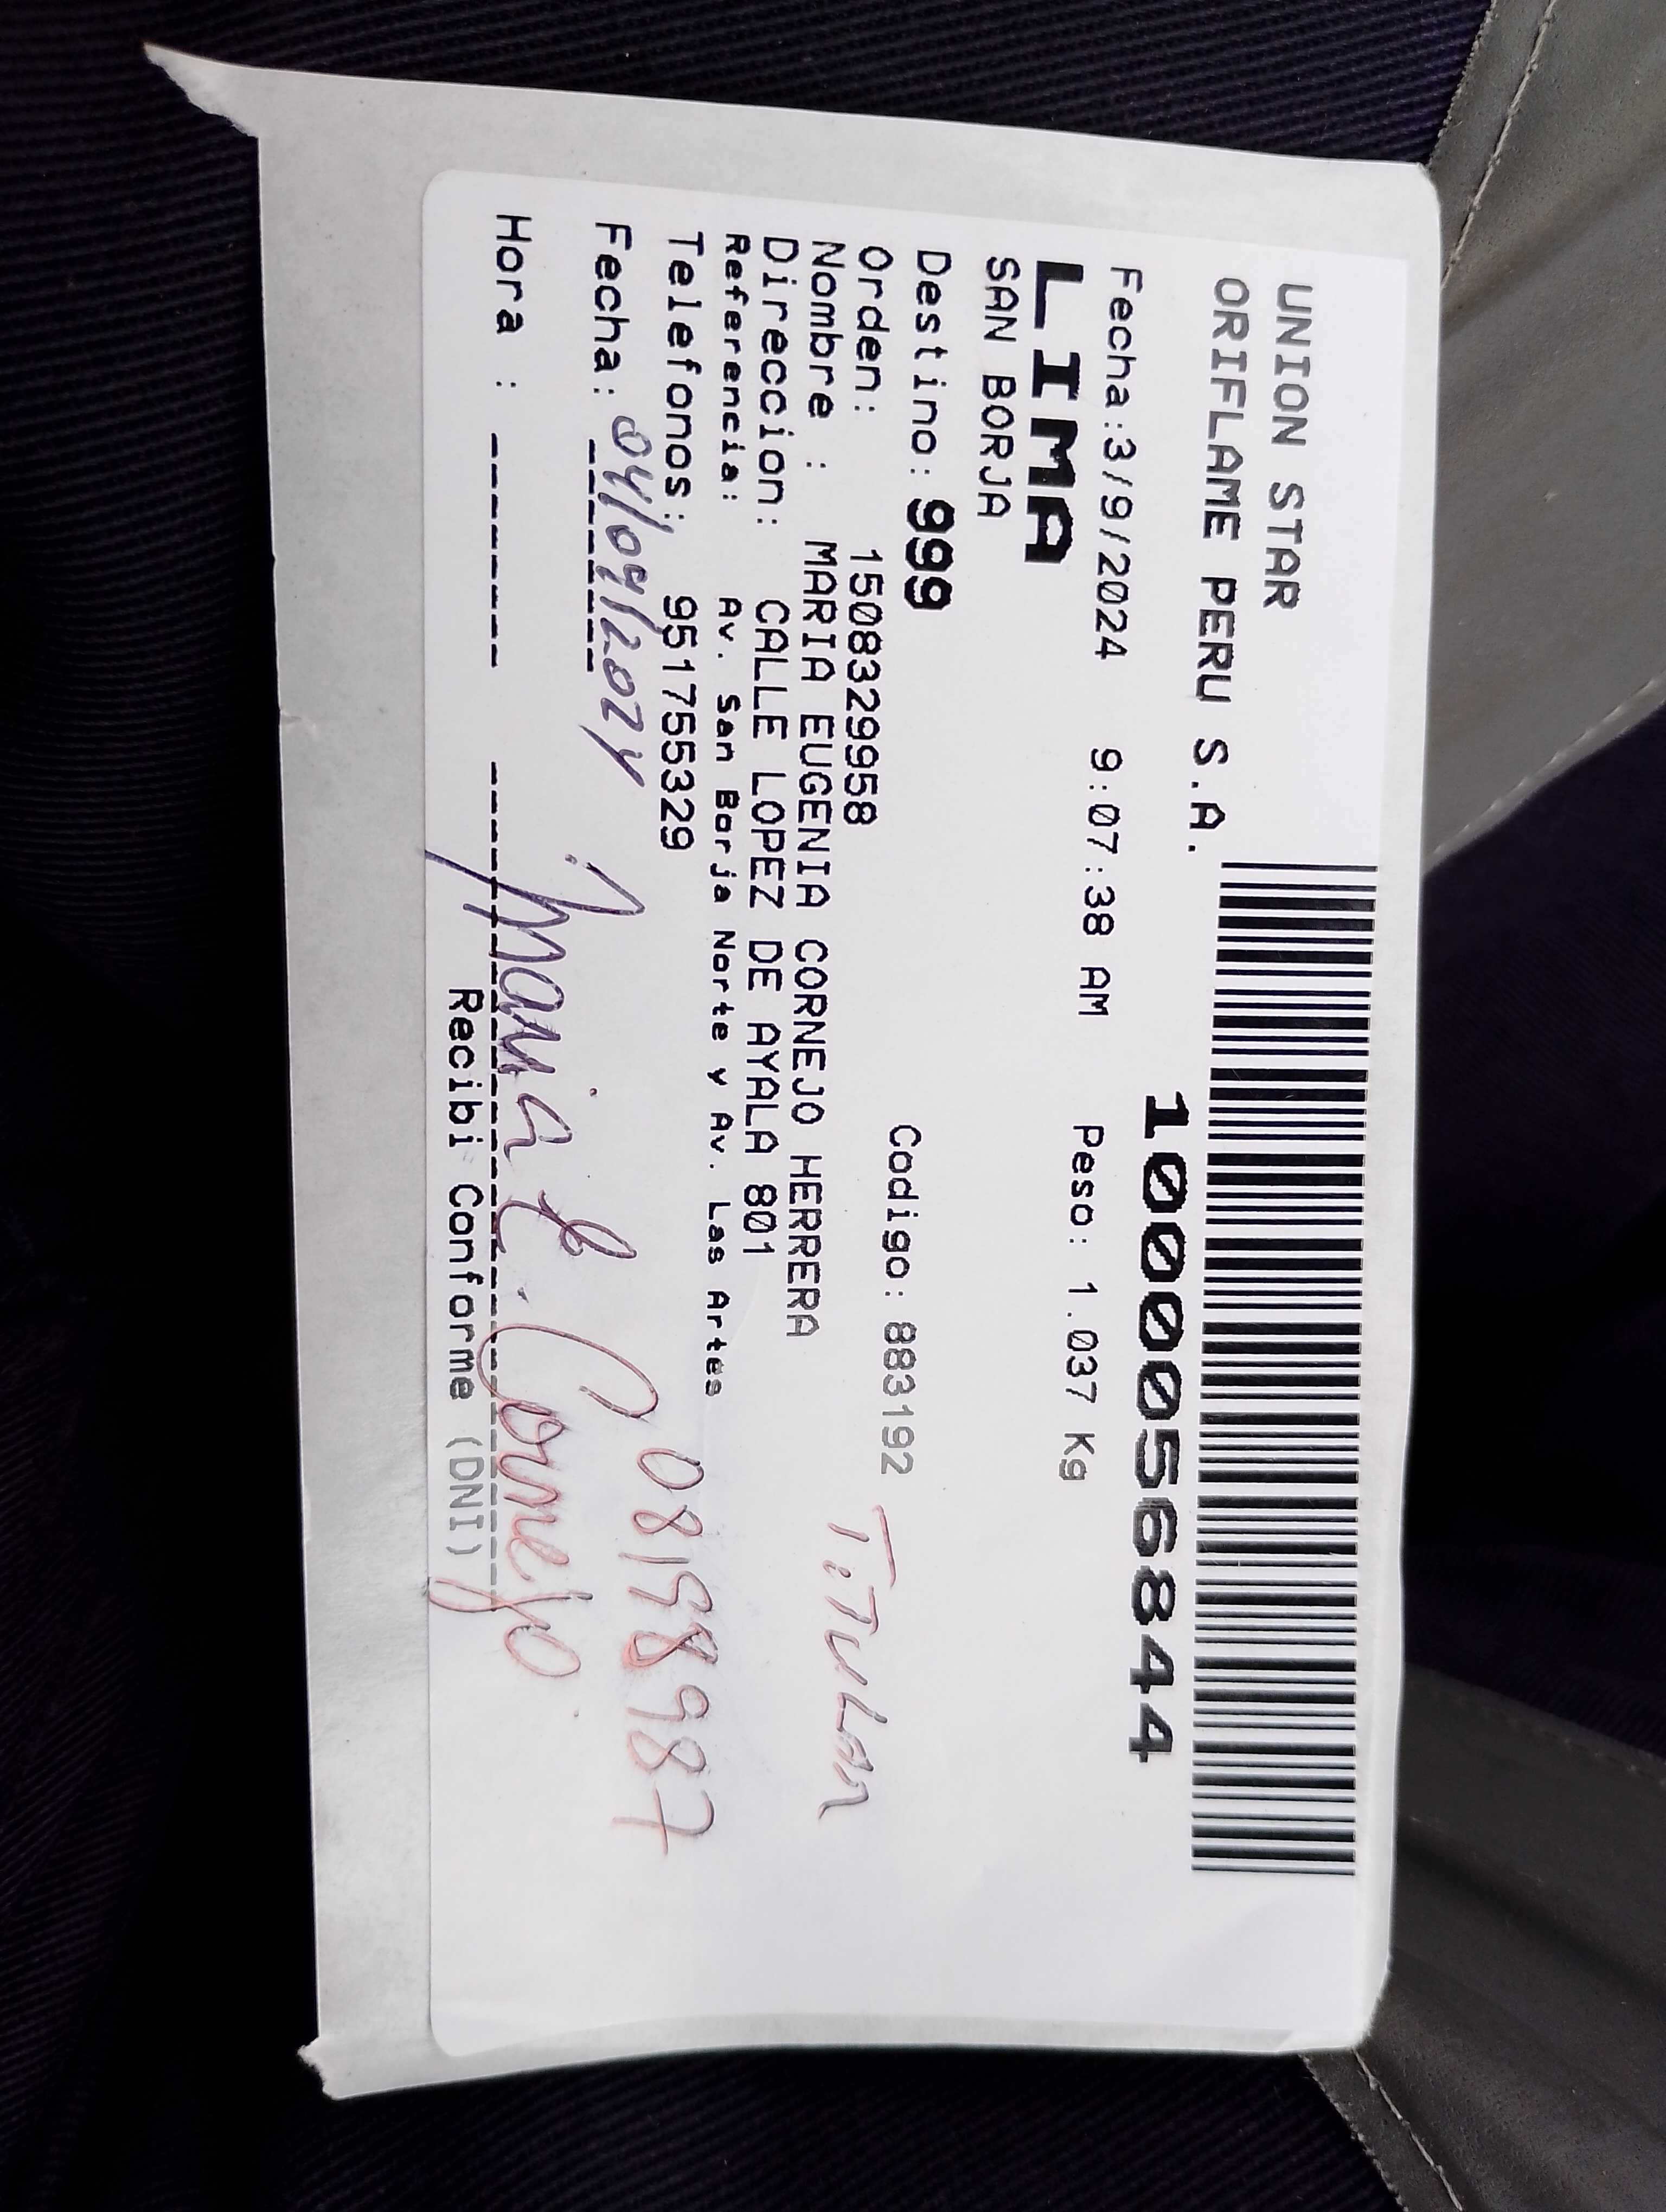 UNION STAR
ORIFLAME PERU S.A.
10000056844
Fecha:3/9/2024 9:07:38 AM Peso: 1.037 Kg
LIMA
SAN BORJA
Destino: 999 Codigo: 883192
Orden: 1508329958
Nombre : MARIA EUGENIA CORNEJO HERRERA
Titular
Direccion: CALLE LOPEZ DE AYALA 801
Referencia: Av. San Borja Norte y Av. Las Artes
Telefonos: 951755329
08198987
Fecha: 04/09/2024
Maria E. Cornejo
Hora :
Recibi Conforme (DNI)